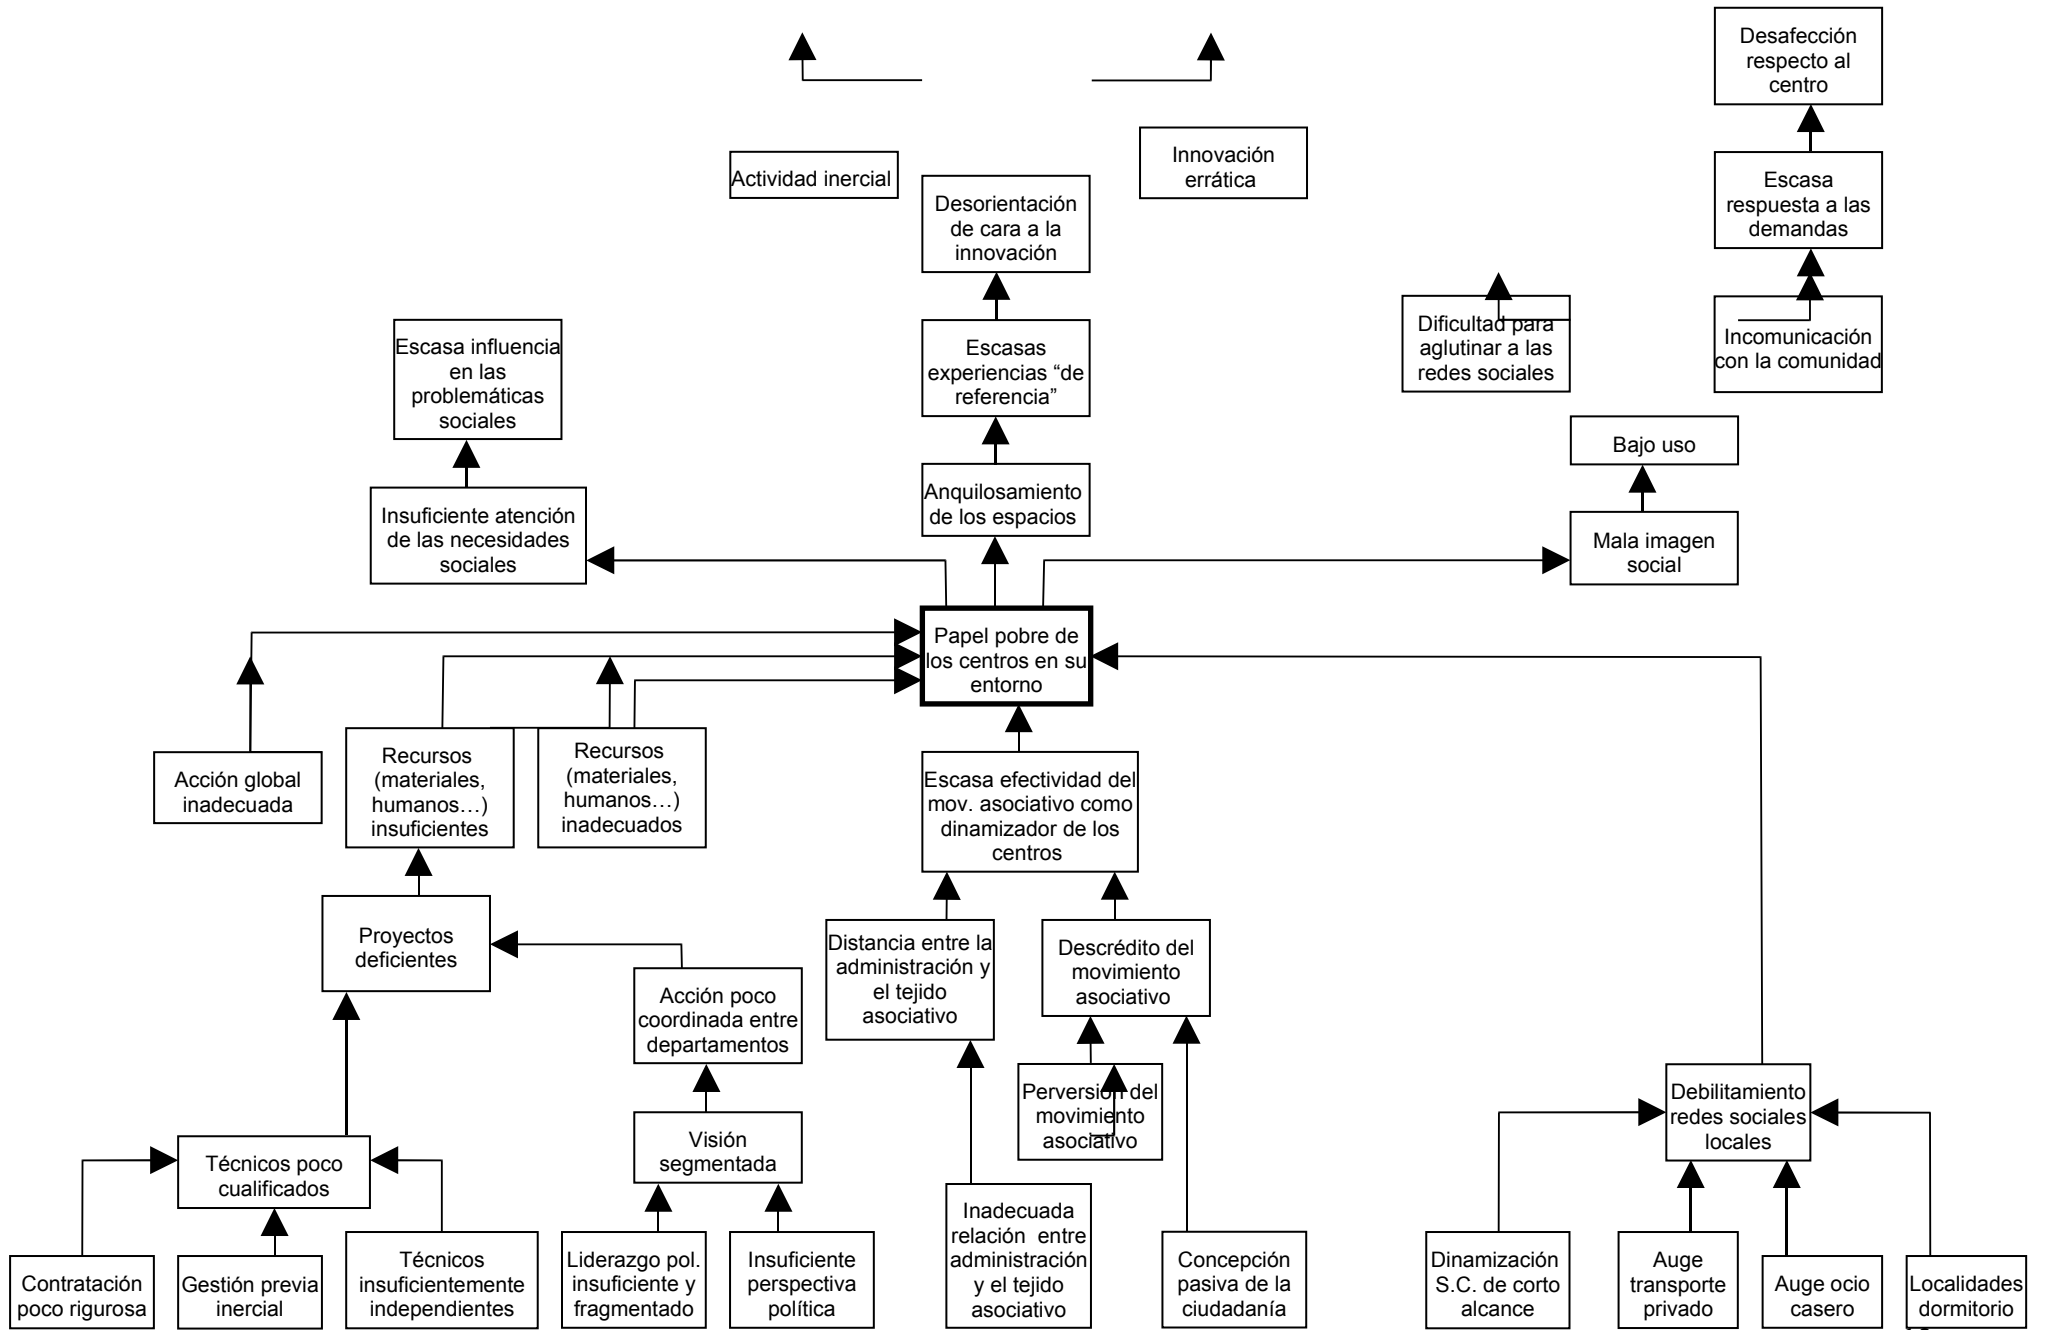 Desafección
respecto al
centro
Innovación
errática
Actividad inercial
Escasa
respuesta a las
demandas
Desorientación
de cara a la
innovación
Dificultad para
aglutinar a las
redes sociales
Incomunicación
con la comunidad
Escasa influencia
en las
problemáticas
sociales
Escasas
experiencias “de
referencia”
Bajo uso
Anquilosamiento
de los espacios
Insuficiente atención
de las necesidades
sociales
Mala imagen
social
Papel pobre de
los centros en su
entorno
Acción global
inadecuada
Recursos
(materiales,
humanos…)
insuficientes
Recursos
(materiales,
humanos…)
inadecuados
Escasa efectividad del
mov. asociativo como
dinamizador de los
centros
Proyectos
deficientes
Distancia entre la
administración y
el tejido
asociativo
Descrédito del
movimiento
asociativo
Acción poco
coordinada entre
departamentos
Perversión del
movimiento
asociativo
Debilitamiento
redes sociales
locales
Técnicos poco
cualificados
Visión
segmentada
Contratación
poco rigurosa
Gestión previa
inercial
Técnicos
insuficientemente
independientes
Liderazgo pol.
insuficiente y
fragmentado
Insuficiente
perspectiva
política
Inadecuada
relación entre
administración
y el tejido
asociativo
Concepción
pasiva de la
ciudadanía
Dinamización
S.C. de corto
alcance
Auge
transporte
privado
Auge ocio
casero
Localidades
dormitorio